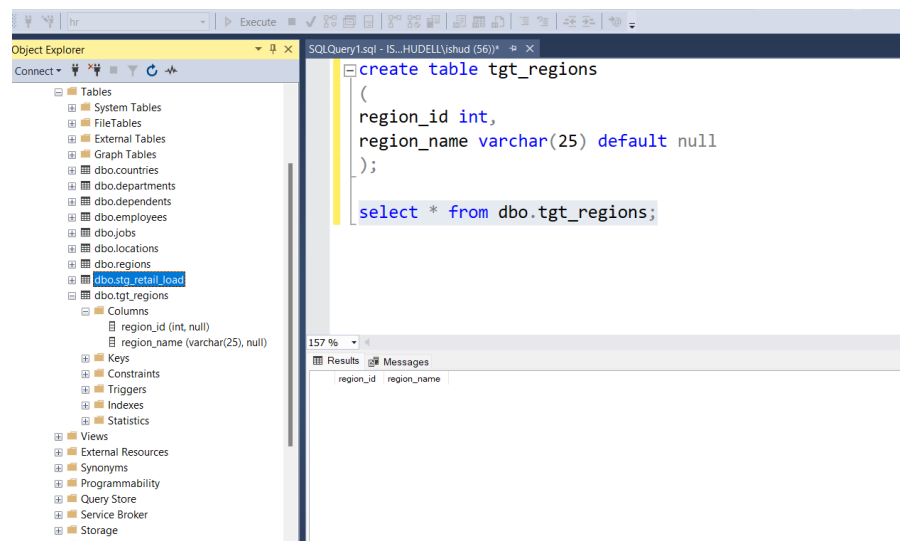 hr
Execute
Object Explorer
SQLQuery1.sql - IS...HUDELL\ishud (56))*
Connect
Tables
System Tables
FileTables
External Tables
Graph Tables
dbo.countries
dbo.departments
dbo.dependents
dbo.employees
dbo.jobs
dbo.locations
dbo.regions
dbo.stg_retail_load
dbo.tgt_regions
Columns
region_id (int, null)
region_name (varchar(25), null)
Keys
Constraints
Triggers
Indexes
Statistics
Views
External Resources
Synonyms
Programmability
Query Store
Service Broker
Storage
create table tgt_regions
(
region_id int,
region_name varchar(25) default null
);
select * from dbo.tgt_regions;
157 %
Results Messages
region_id region_name